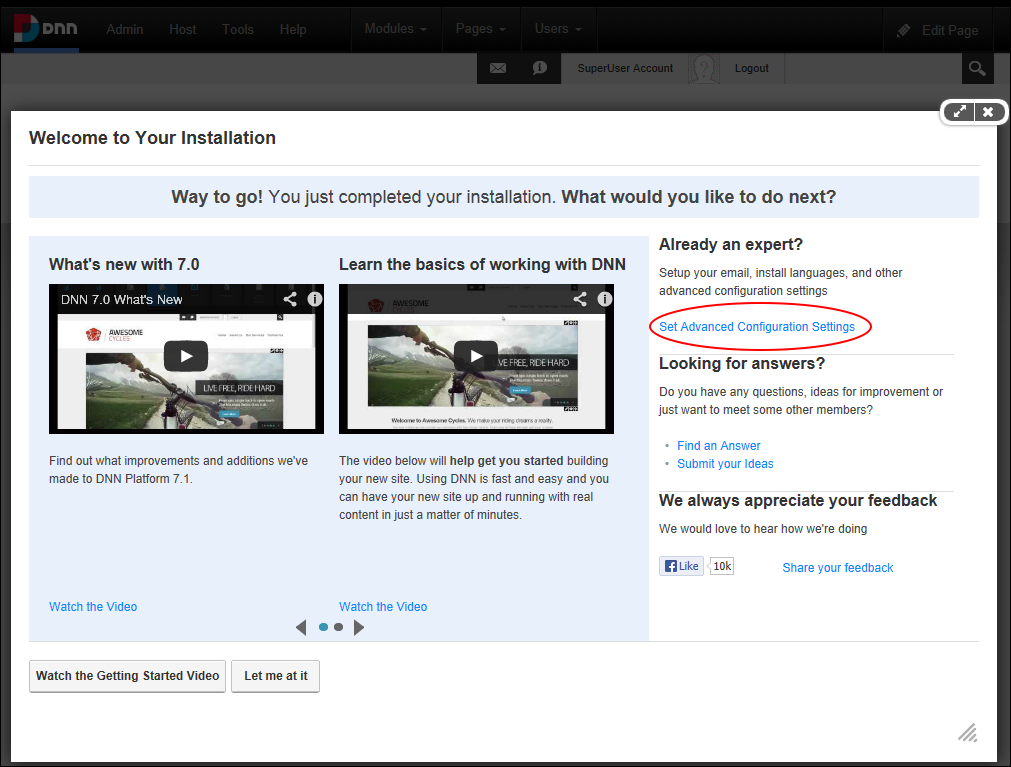 DNN Admin Host Tools Help Modules Pages Users Edit Page
SuperUser Account Logout
Welcome to Your Installation
Way to go! You just completed your installation. What would you like to do next?
What's new with 7.0
DNN 7.0 What's New
AWESOME
CYCLES
LIVE FREE, RIDE HARD
Find out what improvements and additions we've
made to DNN Platform 7.1.
Watch the Video
Learn the basics of working with DNN
AWESOME
VE FREE, RIDE HARD
Welcome to Awesome Cycles. We make your riding dreams a reality.
The video below will help get you started building
your new site. Using DNN is fast and easy and you
can have your new site up and running with real
content in just a matter of minutes.
Watch the Video
Already an expert?
Setup your email, install languages, and other
advanced configuration settings
Set Advanced Configuration Settings
Looking for answers?
Do you have any questions, ideas for improvement or
just want to meet some other members?
• Find an Answer
• Submit your Ideas
We always appreciate your feedback
We would love to hear how we're doing
Like 10k Share your feedback
Watch the Getting Started Video Let me at it